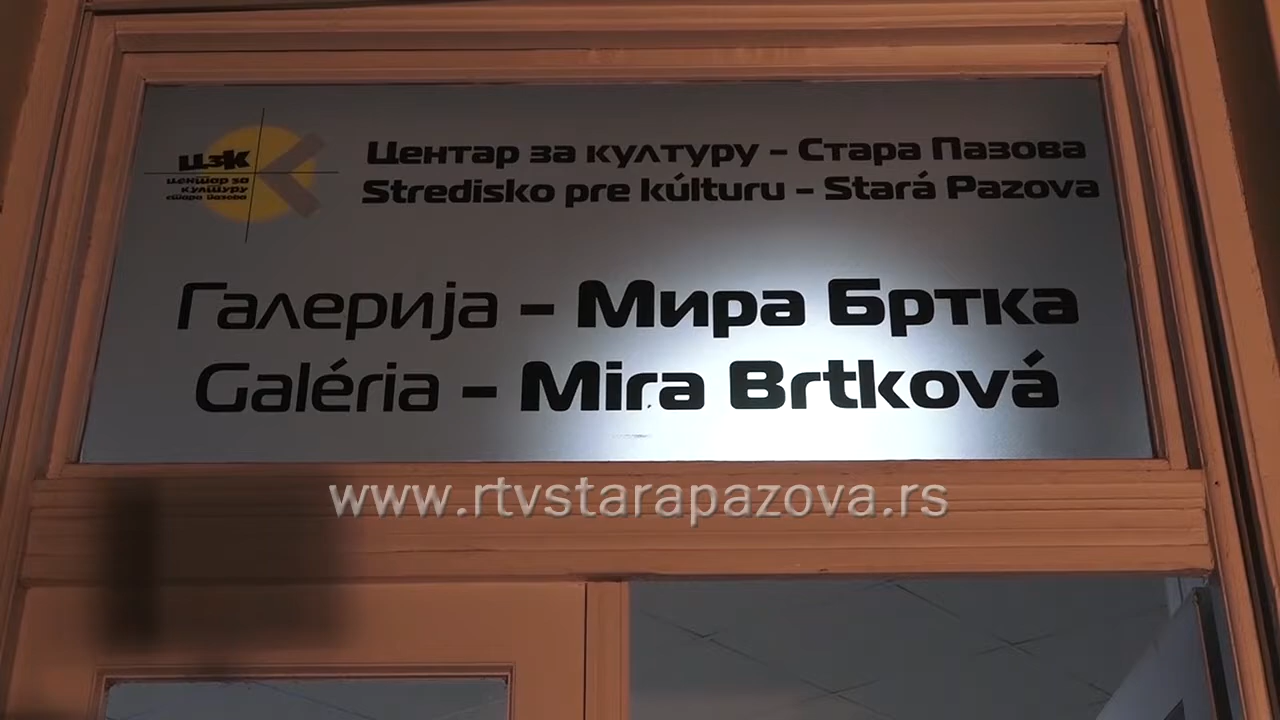 ЦзК
центар за
културу
стара пазова
Центар за културу - Стара Пазова
Stredisko pre kúlturu - Stará Pazova
Галерија - Мира Бртка
Galéria - Mira Brtková
www.rtvstarapazova.rs